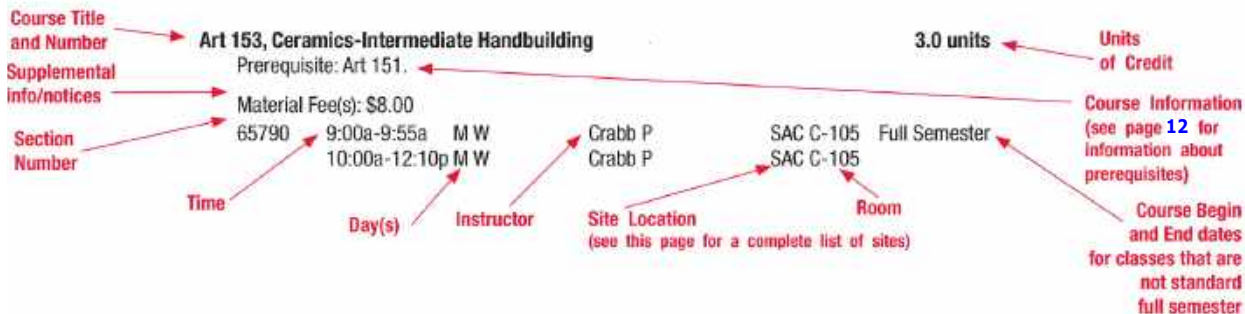 Course Title
and Number
Art 153, Ceramics-Intermediate Handbuilding
3.0 units
Units
of Credit
Supplemental
info/notices
Prerequisite: Art 151.
Material Fee(s): $8.00
Course Information
(see page 12 for
information about
prerequisites)
Section
Number
65790 9:00a-9:55a M W Crabb P SAC C-105 Full Semester
10:00a-12:10p M W Crabb P SAC C-105
Time
Day(s)
Instructor
Site Location
(see this page for a complete list of sites)
Room
Course Begin
and End dates
for classes that are
not standard
full semester